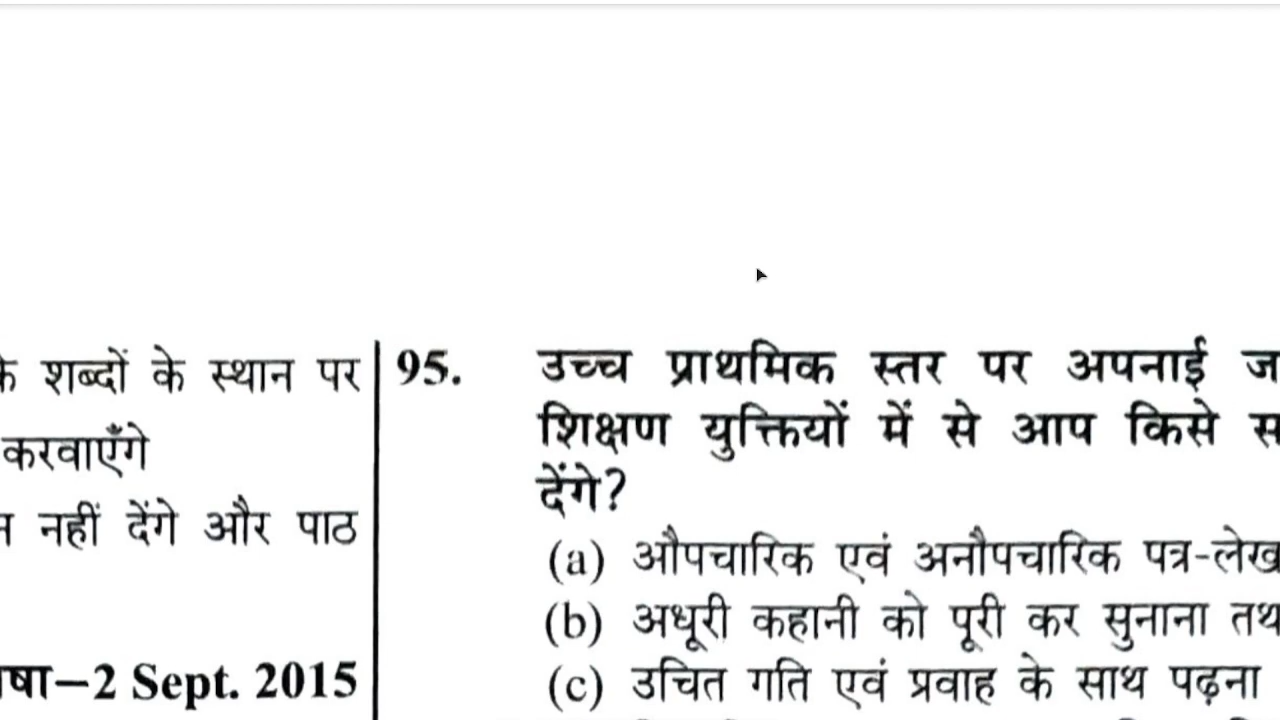 शब्दों के स्थान पर
करवाएँगे
नहीं देंगे और पाठ
2 Sept. 2015
95. उच्च प्राथमिक स्तर पर अपनाई
शिक्षण युक्तियों में से आप किसे
देंगे?
(a) औपचारिक एवं अनौपचारिक
(b) अधूरी कहानी को पूरी कर सुनाना
(c) उचित गति एवं प्रवाह के साथ पढ़ना